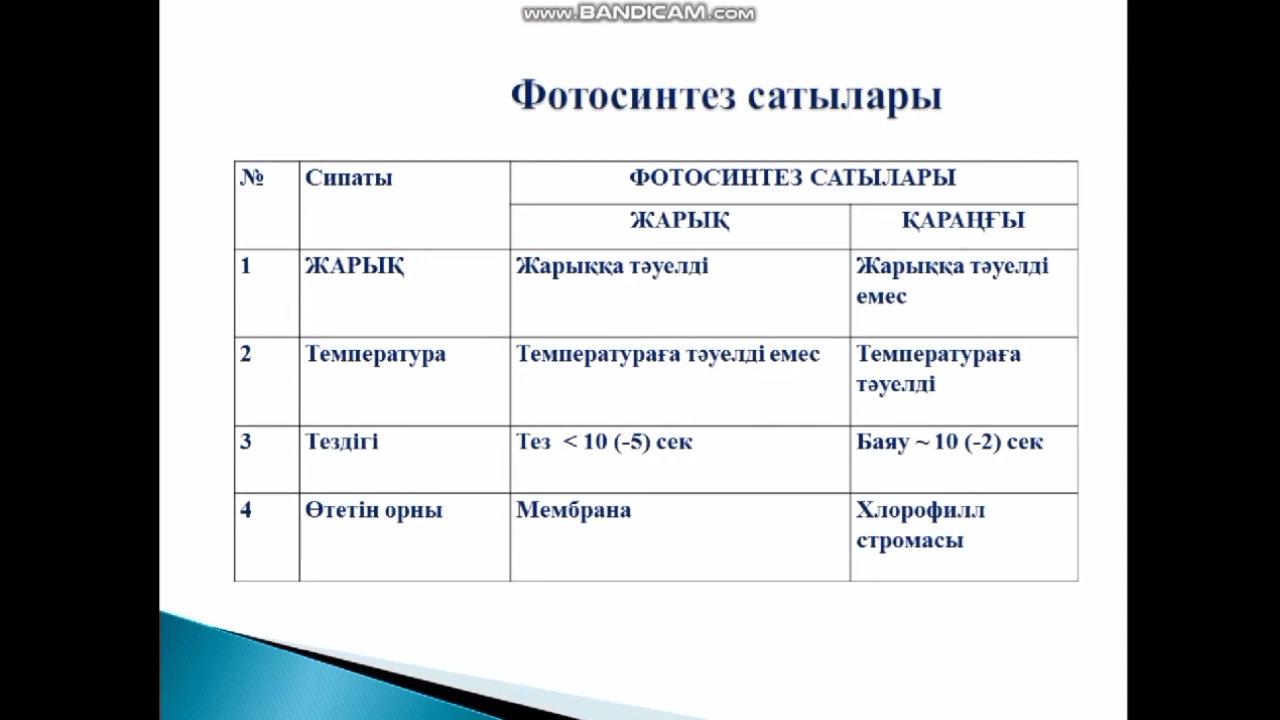 www.BANDICAM.com
Фотосинтез сатылары
№ Сипаты ФОТОСИНТЕЗ САТЫЛАРЫ
ЖАРЫҚ ҚАРАҢҒЫ
1 ЖАРЫҚ Жарыққа тәуелді Жарыққа тәуелді
емес
2 Температура Температураға тәуелді емес Температураға
тәуелді
3 Тездігі Тез < 10 (-5) сек Баяу ~ 10 (-2) сек
4 Өтетін орны Мембрана Хлорофилл
стромасы